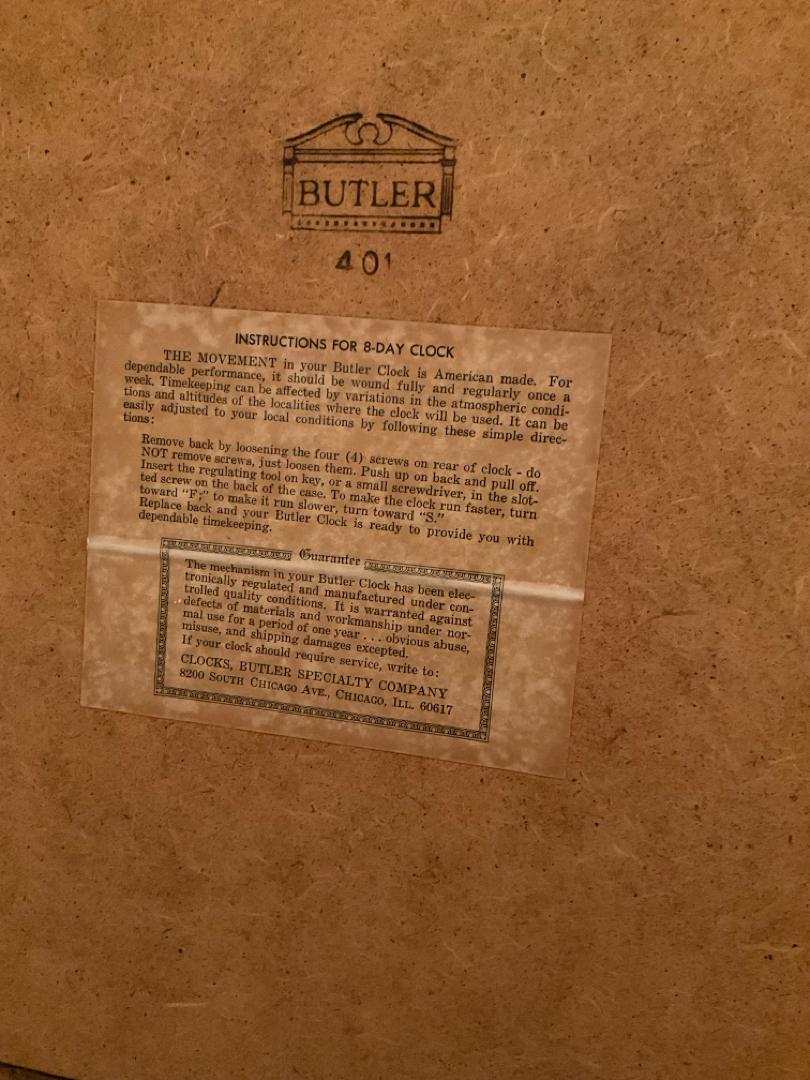 BUTLER
401
INSTRUCTIONS FOR 8-DAY CLOCK
THE MOVEMENT in your Butler Clock is American made. For
dependable performance, it should be wound fully and regularly once a
week. Timekeeping can be affected by variations in the atmospheric condi-
tions and altitudes of the localities where the clock will be used. It can be
easily adjusted to your local conditions by following these simple direc-
tions:
Remove back by loosening the four (4) screws on rear of clock - do
NOT remove screws, just loosen them. Push up on back and pull off.
Insert the regulating tool on key, or a small screwdriver, in the slot-
ted screw on the back of the case. To make the clock run faster, turn
toward "F;" to make it run slower, turn toward "S."
Replace back and your Butler Clock is ready to provide you with
dependable timekeeping.
Guarantee
The mechanism in your Butler Clock has been elec-
tronically regulated and manufactured under con-
trolled quality conditions. It is warranted against
defects of materials and workmanship under nor-
mal use for a period of one year . . . obvious abuse,
misuse, and shipping damages excepted.
If your clock should require service, write to:
CLOCKS, BUTLER SPECIALTY COMPANY
8200 SOUTH CHICAGO AVE., CHICAGO, ILL. 60617